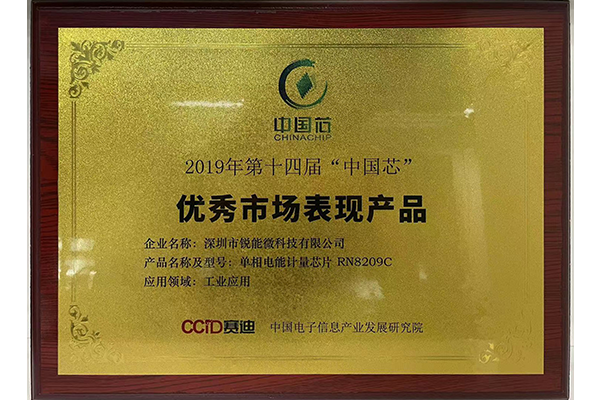 中国芯
CHINACHIP
2019年第十四届“中国芯”
优秀市场表现产品
企业名称：深圳市锐能微科技有限公司
产品名称及型号：单相电能计量芯片 RN8209C
应用领域：工业应用
CCID赛迪 中国电子信息产业发展研究院